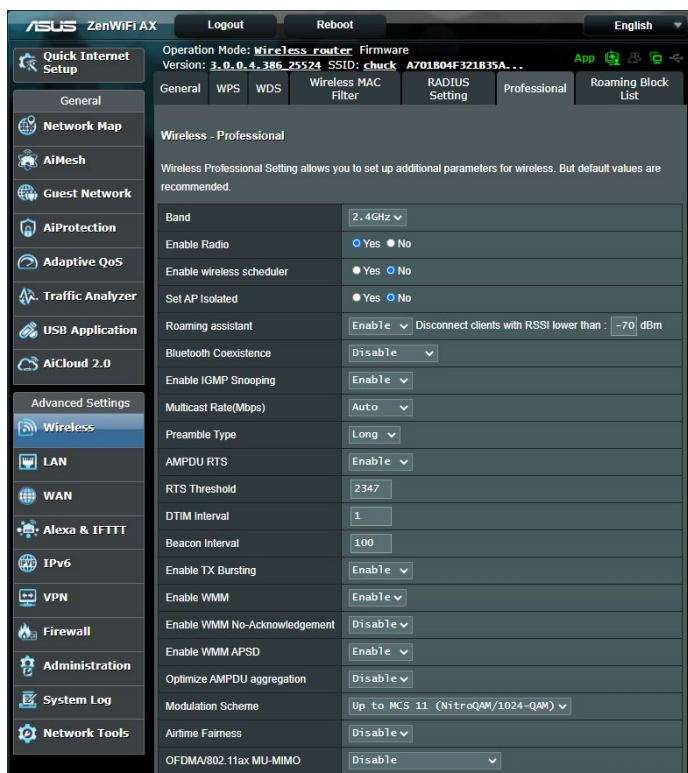 ASUS ZenWiFi AX Logout Reboot English
Quick Internet Setup
Operation Mode: Wireless router Firmware
Version: 3.0.0.4.386_25524 SSID: chuck A701B04F321B35A... App
General
Network Map
AiMesh
Guest Network
AiProtection
Adaptive QoS
Traffic Analyzer
USB Application
AiCloud 2.0
Advanced Settings
Wireless
LAN
WAN
Alexa & IFTTT
IPv6
VPN
Firewall
Administration
System Log
Network Tools
General WPS WDS Wireless MAC Filter RADIUS Setting Professional Roaming Block List
Wireless - Professional
Wireless Professional Setting allows you to set up additional parameters for wireless. But default values are
recommended.
Band 2.4GHz
Enable Radio Yes No
Enable wireless scheduler Yes No
Set AP Isolated Yes No
Roaming assistant Enable Disconnect clients with RSSI lower than : -70 dBm
Bluetooth Coexistence Disable
Enable IGMP Snooping Enable
Multicast Rate(Mbps) Auto
Preamble Type Long
AMPDU RTS Enable
RTS Threshold 2347
DTIM Interval 1
Beacon Interval 100
Enable TX Bursting Enable
Enable WMM Enable
Enable WMM No-Acknowledgement Disable
Enable WMM APSD Enable
Optimize AMPDU aggregation Disable
Modulation Scheme Up to MCS 11 (NitroQAM/1024-QAM)
Airtime Fairness Disable
OFDMA/802.11ax MU-MIMO Disable